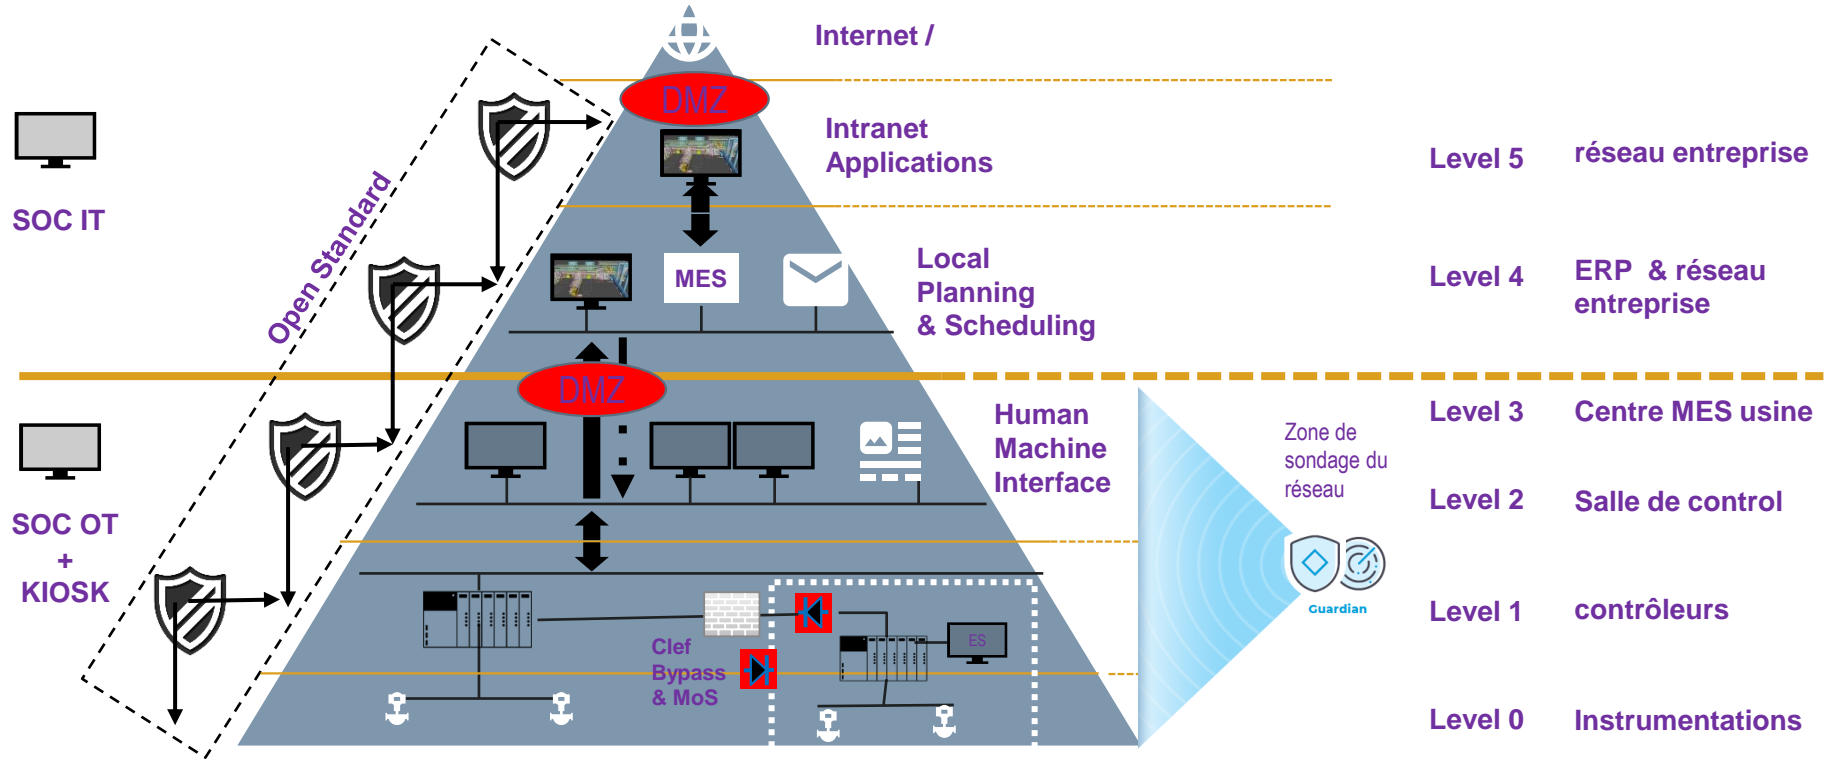 Internet /
DMZ
Intranet
Applications
Level 5
réseau entreprise
SOC IT
Open Standard
MES
Local
Planning
& Scheduling
Level 4
ERP & réseau
entreprise
DMZ
Human
Machine
Interface
Level 3
Centre MES usine
Zone de
sondage du
réseau
Level 2
Salle de control
SOC OT
+
KIOSK
Guardian
Level 1
contrôleurs
ES
Clef
Bypass
& MoS
Level 0
Instrumentations